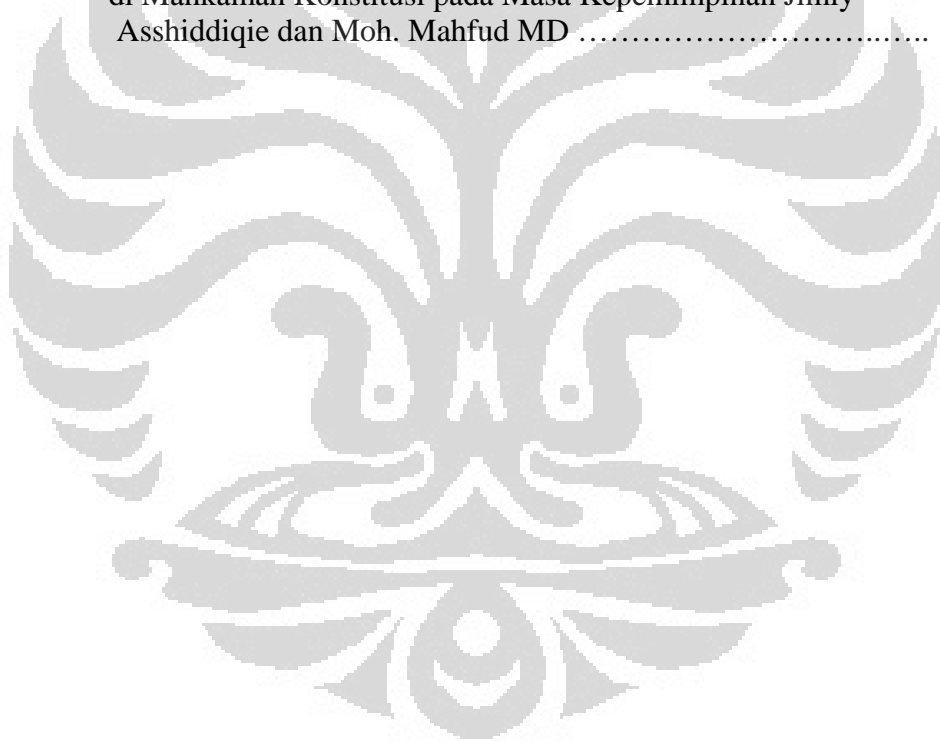 di Mahkamah Konstitusi pada Masa Kepemimpinan Jimly
Asshiddiqie dan Moh. Mahfud MD ………………………...…..